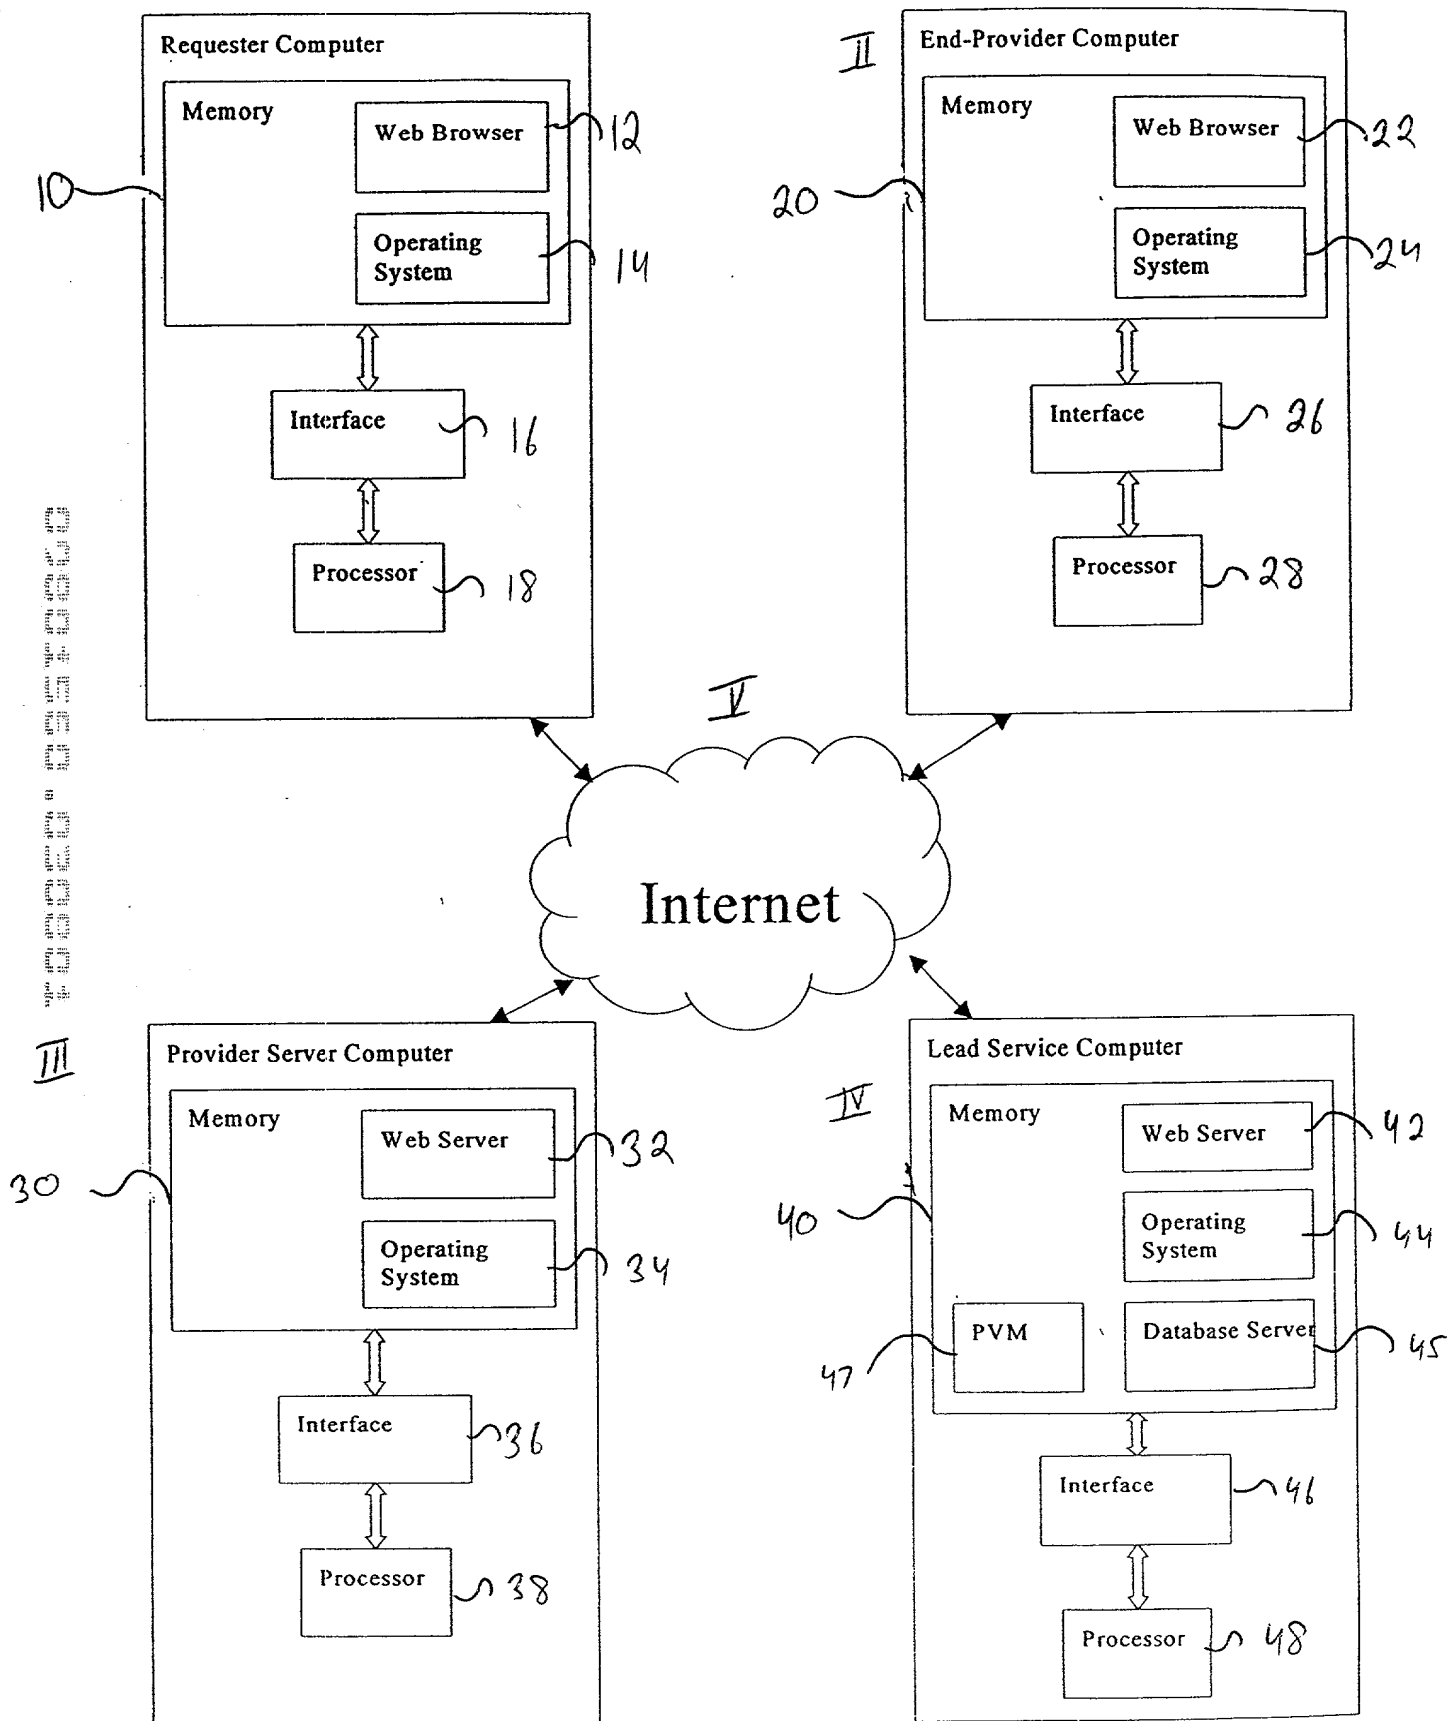 Requester Computer
Memory
Web Browser
12
10
Operating
System
14
Interface
16
Processor
18
II
End-Provider Computer
Memory
Web Browser
22
20
Operating
System
24
Interface
26
Processor
28
V
Internet
III
Provider Server Computer
Memory
Web Server
32
30
Operating
System
34
Interface
36
Processor
38
Lead Service Computer
IV
Memory
Web Server
42
40
Operating
System
44
PVM
47
Database Server
45
Interface
46
Processor
48